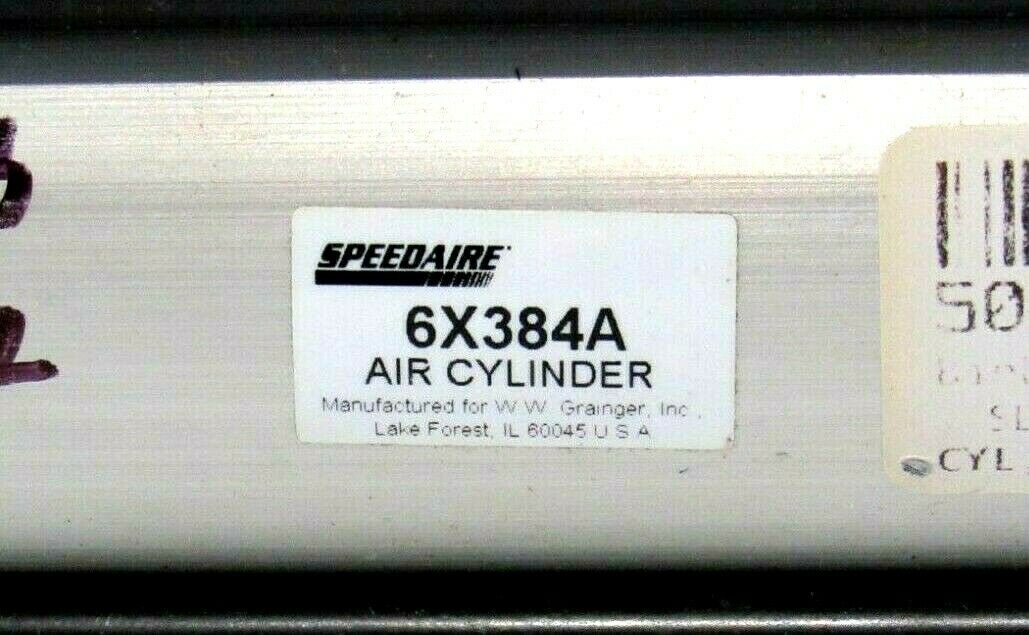 SPEEDAIRE
6X384A
AIR CYLINDER
Manufactured for W.W. Grainger, Inc.,
Lake Forest, IL 60045 U.S.A
50
CYL